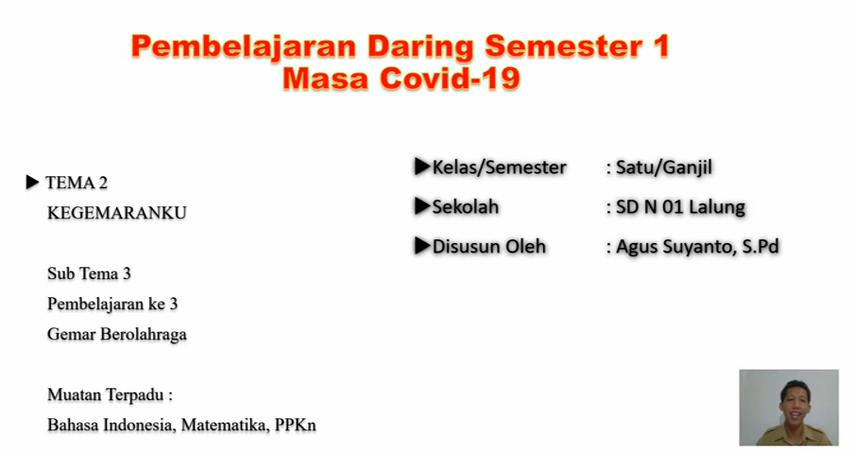 Pembelajaran Daring Semester 1
Masa Covid-19
TEMA 2
KEGEMARANKU
Sub Tema 3
Pembelajaran ke 3
Gemar Berolahraga
Muatan Terpadu :
Bahasa Indonesia, Matematika, PPKn
Kelas/Semester : Satu/Ganjil
Sekolah : SD N 01 Lalung
Disusun Oleh : Agus Suyanto, S.Pd